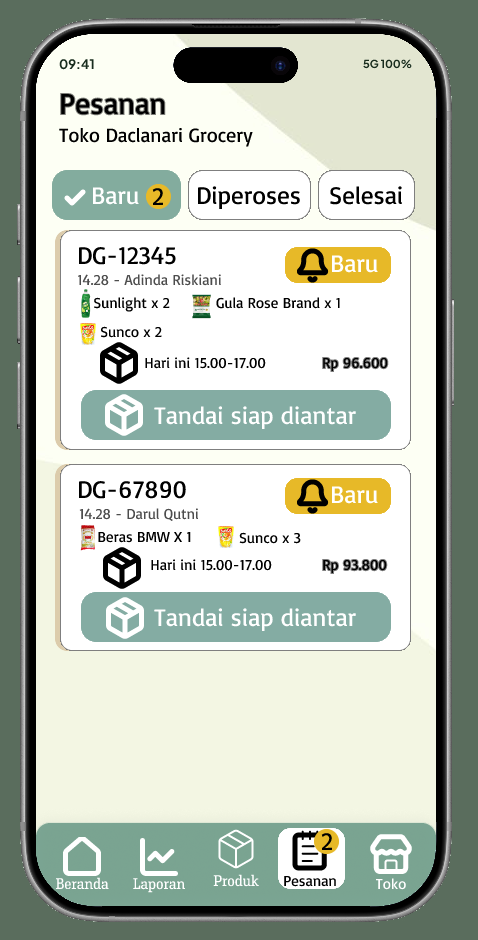 09:41
5G 100%
Pesanan
Toko Daclanari Grocery
Baru 2
Diperoses
Selesai
DG-12345
Baru
14.28 - Adinda Riskiani
Sunlight x 2
Gula Rose Brand x 1
Sunco x 2
Hari ini 15.00-17.00
Rp 96.600
Tandai siap diantar
DG-67890
Baru
14.28 - Darul Qutni
Beras BMW X 1
Sunco x 3
Hari ini 15.00-17.00
Rp 93.800
Tandai siap diantar
2
Beranda
Laporan
Produk
Pesanan
Toko